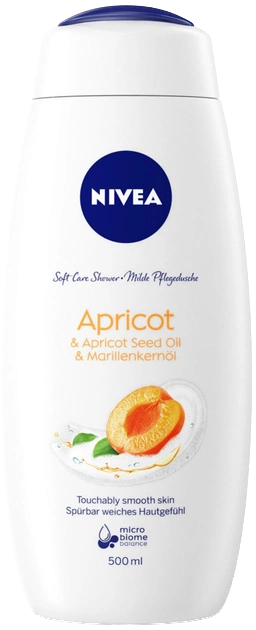 NIVEA
Soft Care Shower • Milde Pflegedusche
Apricot
& Apricot Seed Oil
& Marillenkernöl
Touchably smooth skin
Spürbar weiches Hautgefühl
micro
biome
balance
500 ml